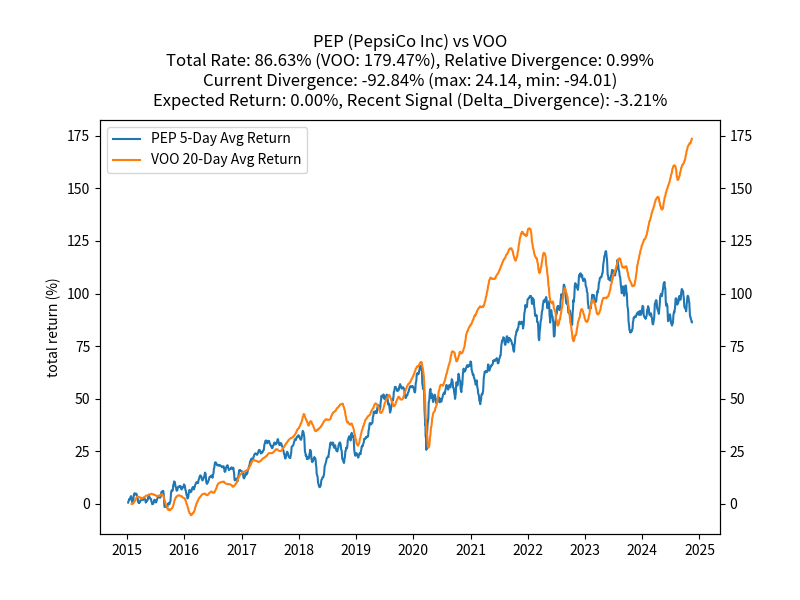 PEP (PepsiCo Inc) vs VOO
Total Rate: 86.63% (VOO: 179.47%), Relative Divergence: 0.99%
Current Divergence: -92.84% (max: 24.14, min: -94.01)
Expected Return: 0.00%, Recent Signal (Delta_Divergence): -3.21%
PEP 5-Day Avg Return
VOO 20-Day Avg Return
total return (%)
175 175
150 150
125 125
100 100
75 75
50 50
25 25
0 0
2015 2016 2017 2018 2019 2020 2021 2022 2023 2024 2025